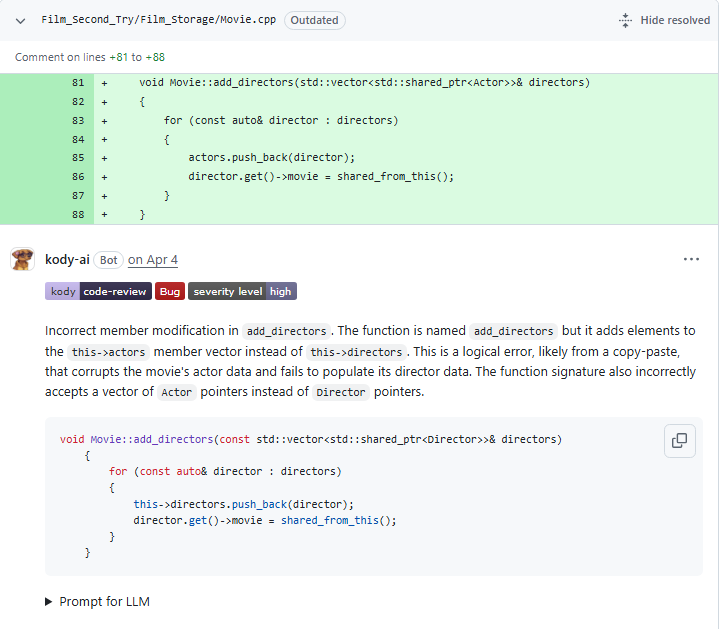 Film_Second_Try/Film_Storage/Movie.cpp Outdated Hide resolved
Comment on lines +81 to +88
81 + void Movie::add_directors(std::vector<std::shared_ptr<Actor>>& directors)
82 + {
83 + for (const auto& director : directors)
84 + {
85 + actors.push_back(director);
86 + director.get()->movie = shared_from_this();
87 + }
88 + }
kody-ai Bot on Apr 4
kody code-review Bug severity level high
Incorrect member modification in add_directors . The function is named add_directors but it adds elements to
the this->actors member vector instead of this->directors . This is a logical error, likely from a copy-paste,
that corrupts the movie's actor data and fails to populate its director data. The function signature also incorrectly
accepts a vector of Actor pointers instead of Director pointers.
void Movie::add_directors(const std::vector<std::shared_ptr<Director>>& directors)
{
for (const auto& director : directors)
{
this->directors.push_back(director);
director.get()->movie = shared_from_this();
}
}
Prompt for LLM